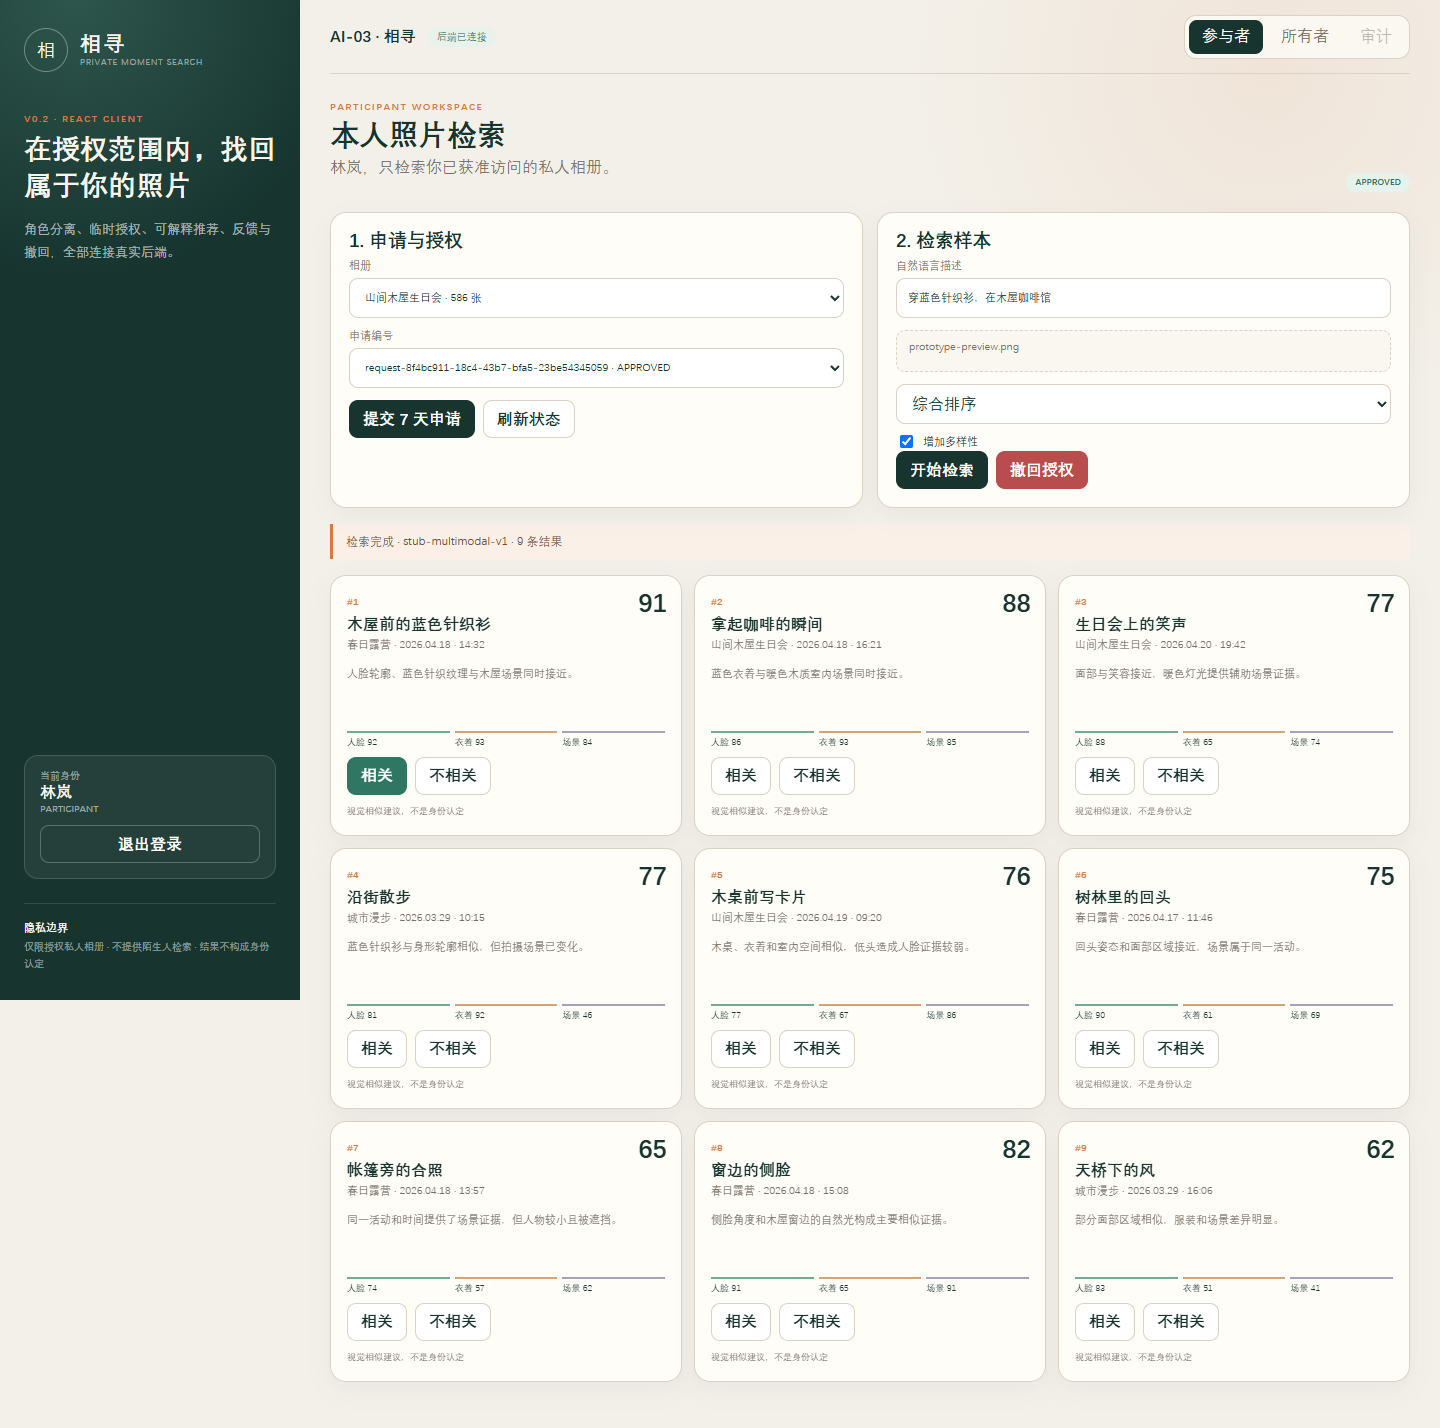 相
相寻
PRIVATE MOMENT SEARCH
V0.2 · REACT CLIENT
在授权范围内，找回
属于你的照片
角色分离、临时授权、可解释推荐、反馈与
撤回，全部连接真实后端。
当前身份
林岚
PARTICIPANT
退出登录
隐私边界
仅限授权私人相册 · 不提供陌生人检索 · 结果不构成身份
认定
AI-03 · 相寻
后端已连接
参与者
所有者
审计
PARTICIPANT WORKSPACE
本人照片检索
林岚，只检索你已获准访问的私人相册。
APPROVED
1. 申请与授权
相册
山间木屋生日会 · 586 张
申请编号
request-8f4bc911-18c4-43b7-bfa5-23be54345059 · APPROVED
提交 7 天申请
刷新状态
2. 检索样本
自然语言描述
穿蓝色针织衫，在木屋咖啡馆
prototype-preview.png
综合排序
增加多样性
开始检索
撤回授权
检索完成 · stub-multimodal-v1 · 9 条结果
#1
91
木屋前的蓝色针织衫
春日露营 · 2026.04.18 · 14:32
人脸轮廓、蓝色针织纹理与木屋场景同时接近。
人脸 92
衣着 93
场景 84
相关
不相关
视觉相似建议，不是身份认定
#2
88
拿起咖啡的瞬间
山间木屋生日会 · 2026.04.18 · 16:21
蓝色衣着与暖色木质室内场景同时接近。
人脸 86
衣着 93
场景 85
相关
不相关
视觉相似建议，不是身份认定
#3
77
生日会上的笑声
山间木屋生日会 · 2026.04.20 · 19:42
面部与笑容接近，暖色灯光提供辅助场景证据。
人脸 88
衣着 65
场景 74
相关
不相关
视觉相似建议，不是身份认定
#4
77
沿街散步
城市漫步 · 2026.03.29 · 10:15
蓝色针织衫与身形轮廓相似，但拍摄场景已变化。
人脸 81
衣着 92
场景 46
相关
不相关
视觉相似建议，不是身份认定
#5
76
木桌前写卡片
山间木屋生日会 · 2026.04.19 · 09:20
木桌、衣着和室内空间相似，低头造成人脸证据较弱。
人脸 77
衣着 67
场景 86
相关
不相关
视觉相似建议，不是身份认定
#6
75
树林里的回头
春日露营 · 2026.04.17 · 11:46
回头姿态和面部区域接近，场景属于同一活动。
人脸 90
衣着 61
场景 69
相关
不相关
视觉相似建议，不是身份认定
#7
65
帐篷旁的合照
春日露营 · 2026.04.18 · 13:57
同一活动和时间提供了场景证据，但人物较小且被遮挡。
人脸 74
衣着 57
场景 62
相关
不相关
视觉相似建议，不是身份认定
#8
82
窗边的侧脸
春日露营 · 2026.04.18 · 15:08
侧脸角度和木屋窗边的自然光构成主要相似证据。
人脸 91
衣着 65
场景 91
相关
不相关
视觉相似建议，不是身份认定
#9
62
天桥下的风
城市漫步 · 2026.03.29 · 16:06
部分面部区域相似，服装和场景差异明显。
人脸 83
衣着 51
场景 41
相关
不相关
视觉相似建议，不是身份认定